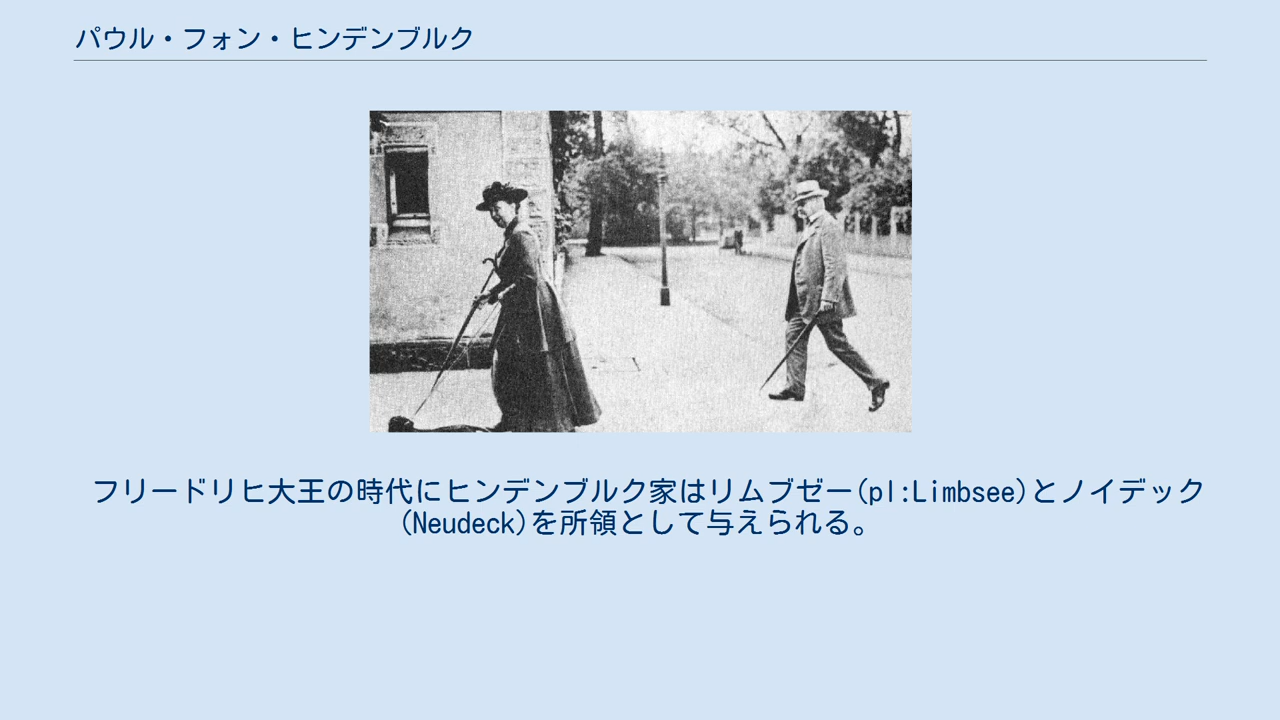 パウル・フォン・ヒンデンブルク
フリードリヒ大王の時代にヒンデンブルク家はリムブゼー(pl:Limbsee)とノイデック
(Neudeck)を所領として与えられる。